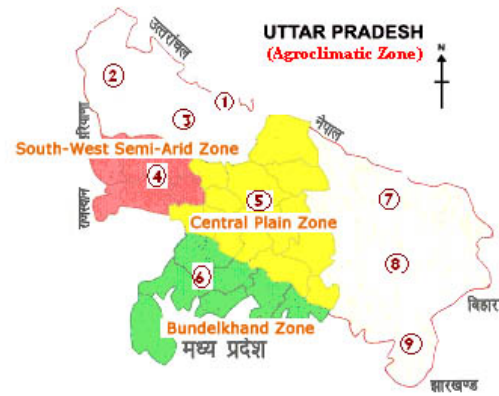 UTTAR PRADESH
(Agroclimatic Zone)
N
उत्तरांचल
2
1
3
हरियाणा
नेपाल
South-West Semi-Arid Zone
4
राजस्थान
5
7
Central Plain Zone
8
6
बिहार
Bundelkhand Zone
9
मध्य प्रदेश
झारखण्ड